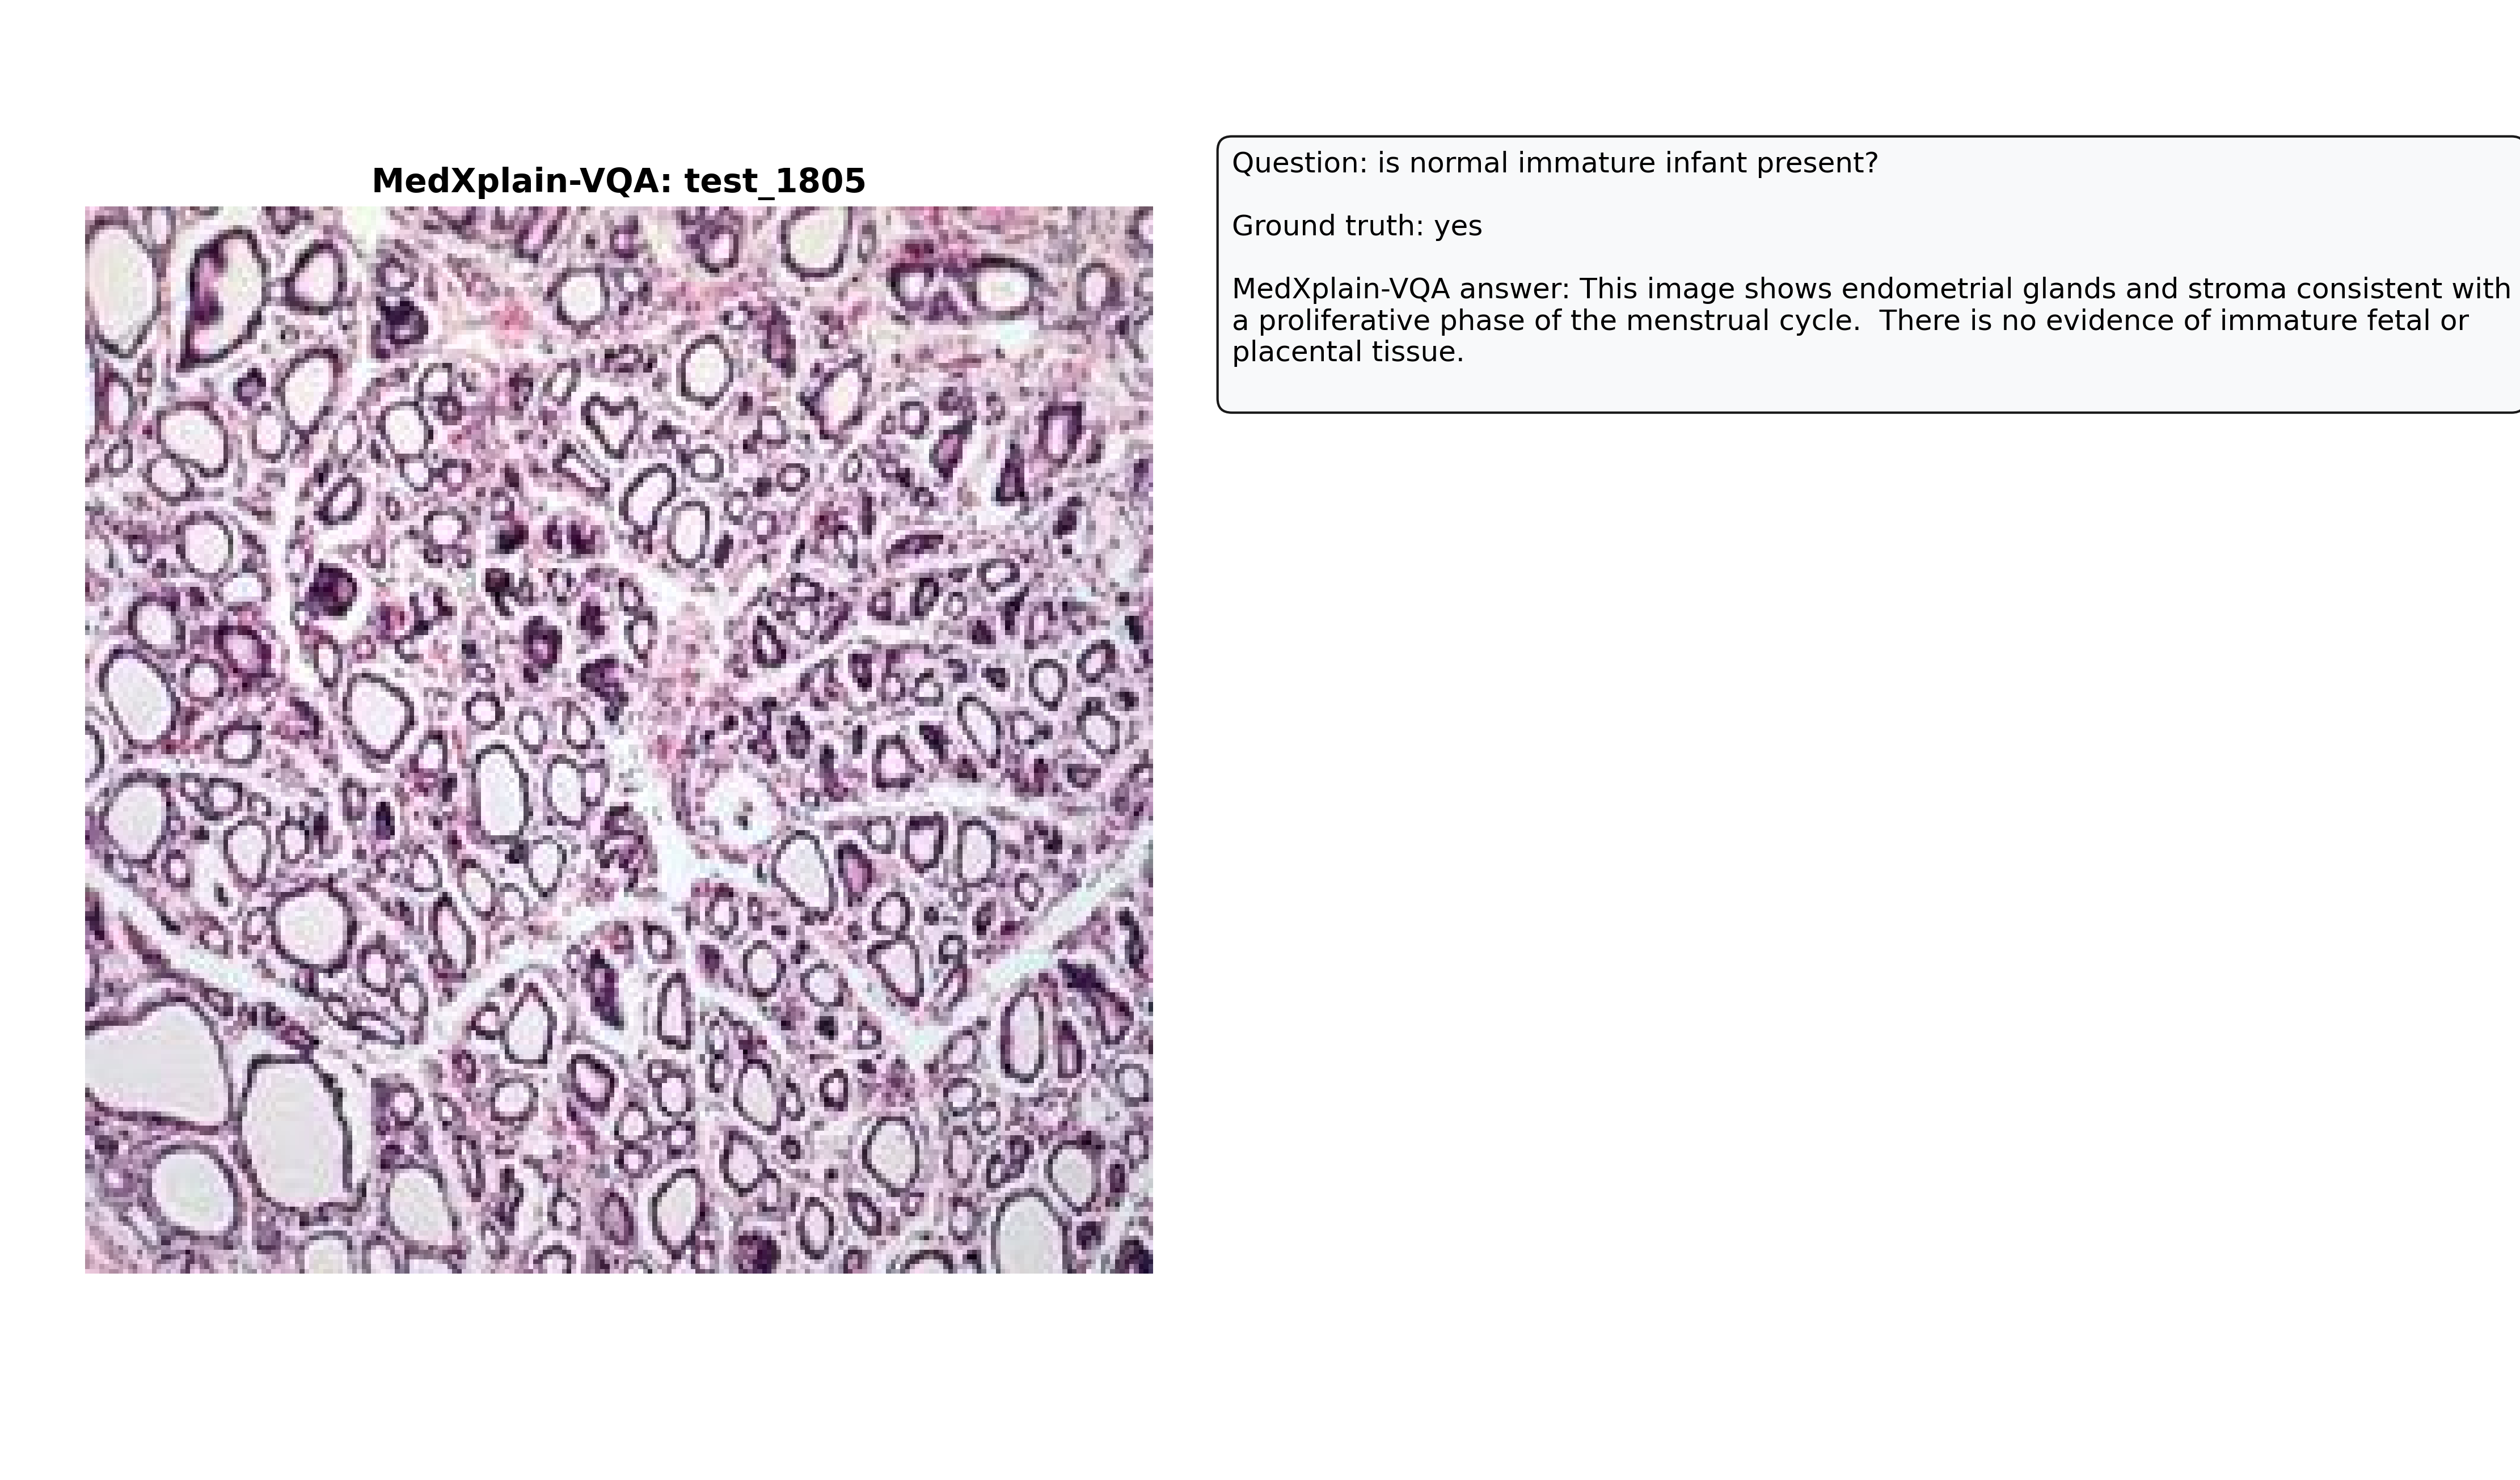 MedXplain-VQA: test_1805
Question: is normal immature infant present?
Ground truth: yes
MedXplain-VQA answer: This image shows endometrial glands and stroma consistent with
a proliferative phase of the menstrual cycle.  There is no evidence of immature fetal or
placental tissue.